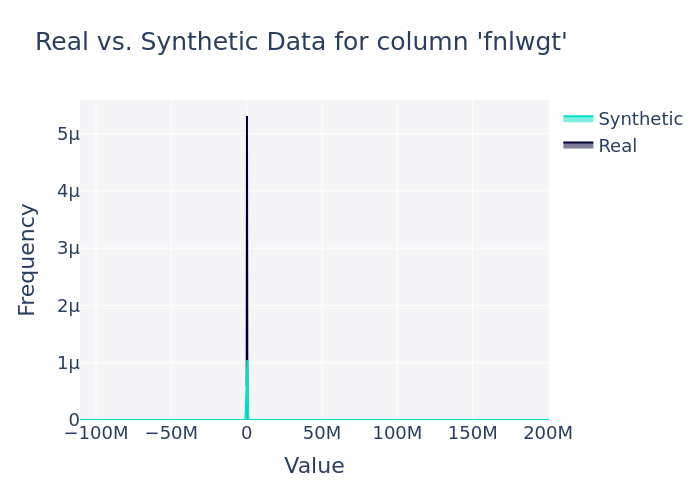 Real vs. Synthetic Data for column 'fnlwgt'
Synthetic
Real
5μ
4μ
3μ
2μ
1μ
0
Frequency
−100M −50M 0 50M 100M 150M 200M
Value